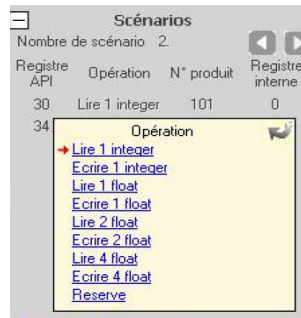 Scénarios
Nombre de scénario 2.
Registre API Opération N° produit Registre interne
30 Lire 1 integer 101 0
34
Opération
Lire 1 integer
Ecrire 1 integer
Lire 1 float
Ecrire 1 float
Lire 2 float
Ecrire 2 float
Lire 4 float
Ecrire 4 float
Reserve